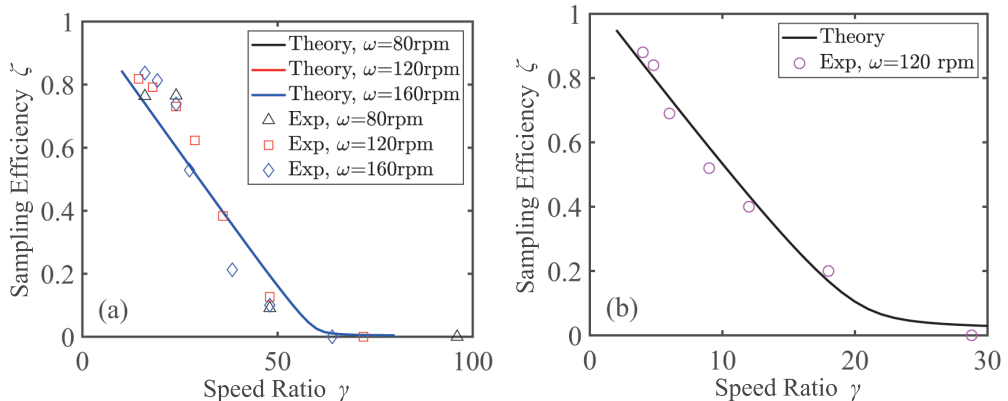 1
0.8
0.6
0.4
0.2
0
Sampling Efficiency ζ
0
50
100
Speed Ratio γ
(a)
Theory, ω=80rpm
Theory, ω=120rpm
Theory, ω=160rpm
Exp, ω=80rpm
Exp, ω=120rpm
Exp, ω=160rpm
1
0.8
0.6
0.4
0.2
0
Sampling Efficiency ζ
0
10
20
30
Speed Ratio γ
(b)
Theory
Exp, ω=120 rpm